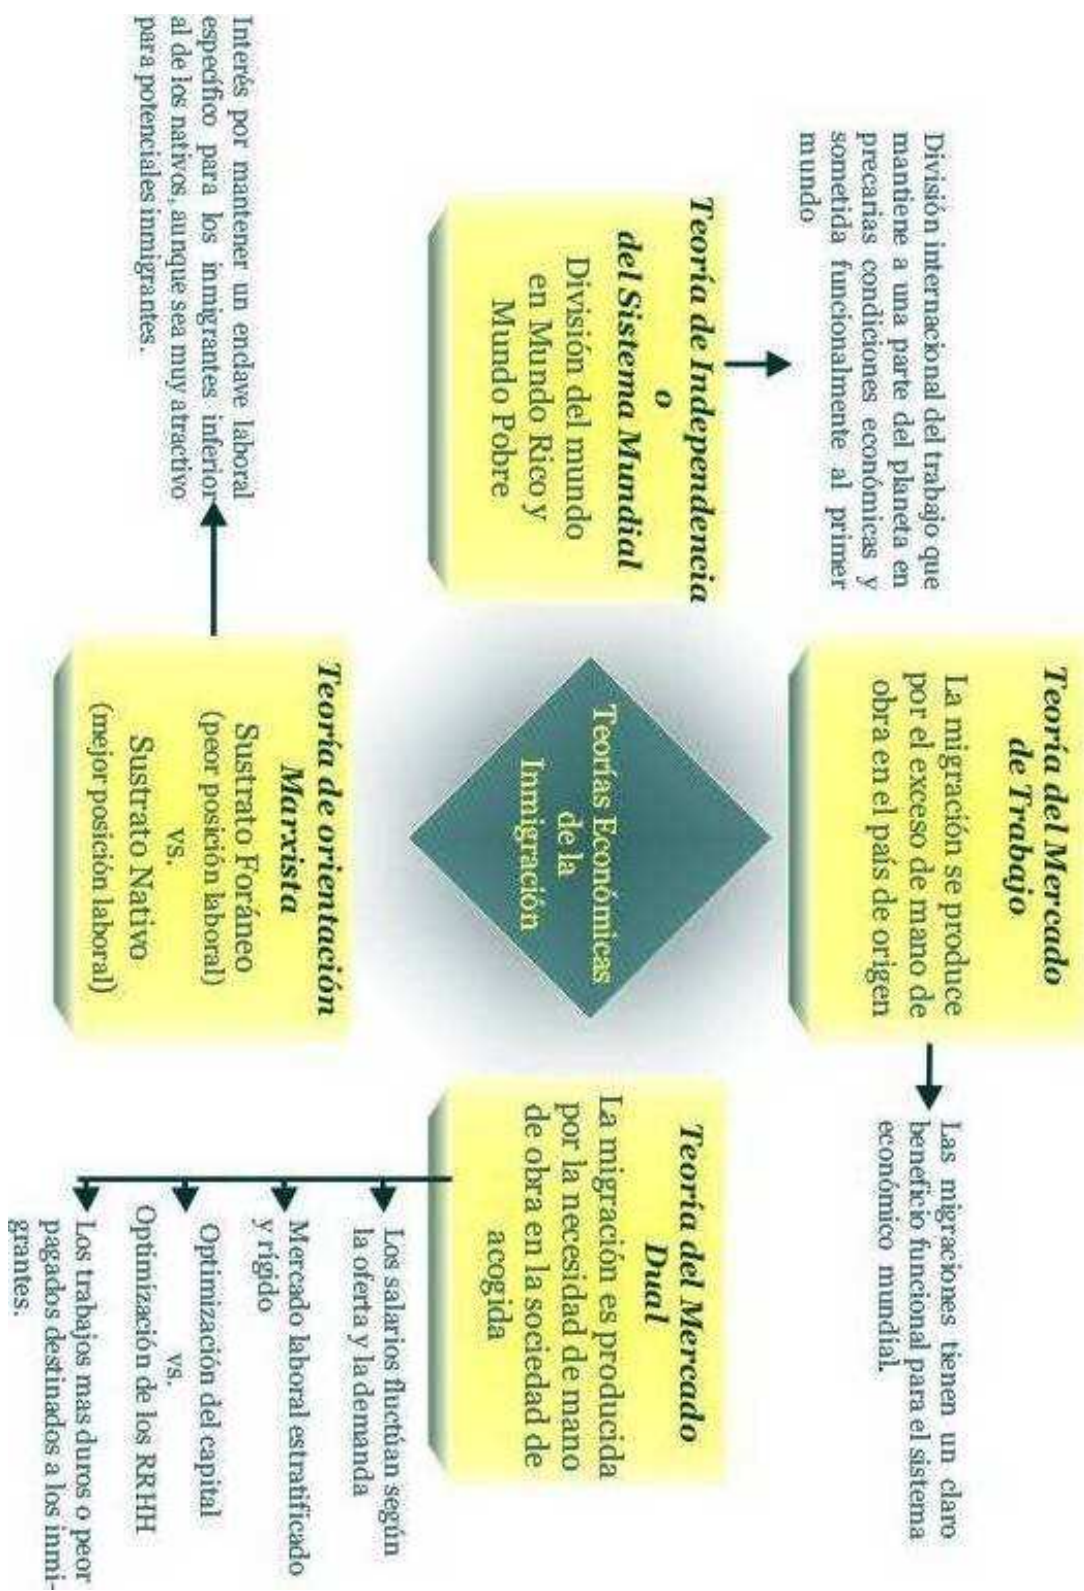 Teoría del Mercado
de Trabajo
La migración se produce
por el exceso de mano de
obra en el país de origen
Las migraciones tienen un claro
beneficio funcional para el sistema
económico mundial.
División internacional del trabajo que
mantiene a una parte del planeta en
precarias condiciones económicas y
sometida funcionalmente al primer
mundo
Teoría de Independencia
o
del Sistema Mundial
División del mundo
en Mundo Rico y
Mundo Pobre
Teorías Económicas
de la
Inmigración
Teoría del Mercado
Dual
La migración es producida
por la necesidad de mano
de obra en la sociedad de
acogida
Los salarios fluctúan según
la oferta y la demanda
Mercado laboral estratificado
y rígido
Optimización del capital
vs.
Optimización de los RRHH
Los trabajos mas duros o peor
pagados destinados a los inmi-
grantes.
Teoría de orientación
Marxista
Sustrato Foráneo
(peor posición laboral)
vs.
Sustrato Nativo
(mejor posición laboral)
Interés por mantener un enclave laboral
específico para los inmigrantes inferior
al de los nativos, aunque sea muy atractivo
para potenciales inmigrantes.